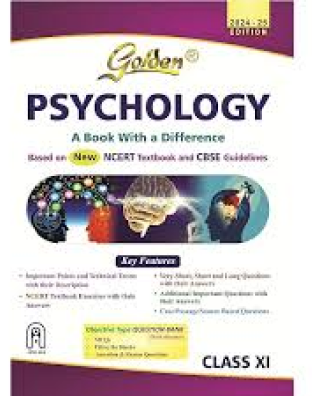 2024-25
EDITION
Golden®
PSYCHOLOGY
A Book With a Difference
Based on New NCERT Textbook and CBSE Guidelines
Key Features
• Important Points and Technical Terms
with their Description
• NCERT Textbook Exercises with their
Answers
• Very Short, Short and Long Questions
with their Answers
• Additional Important Questions with
their Answers
• Case/Passage/Source Based Questions
Objective Type QUESTION BANK
MCQs
Fill in the Blanks
Assertion & Reason Questions
CLASS XI